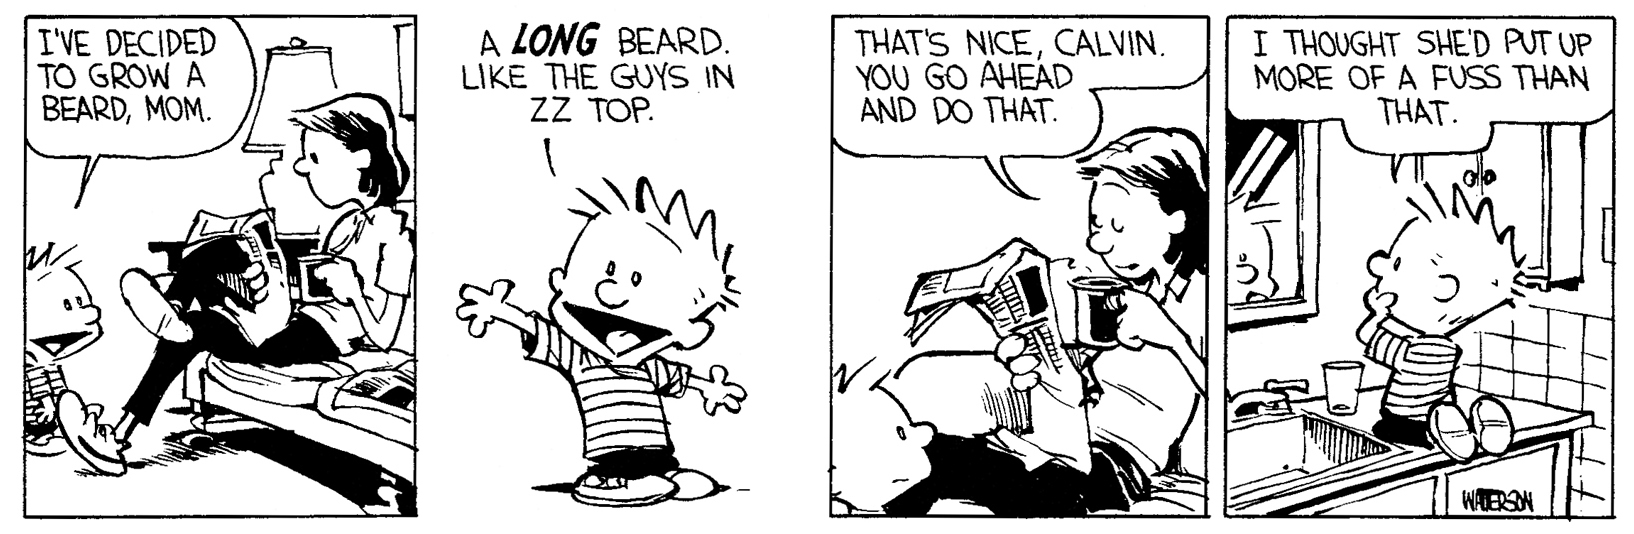 I'VE DECIDED
TO GROW A
BEARD, MOM.
A LONG BEARD.
LIKE THE GUYS IN
ZZ TOP.
THAT'S NICE, CALVIN.
YOU GO AHEAD
AND DO THAT.
I THOUGHT SHE'D PUT UP
MORE OF A FUSS THAN
THAT.
WATTERSON